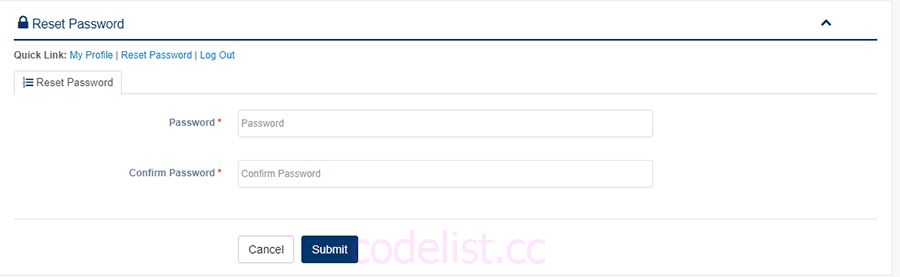 Reset Password
Quick Link: My Profile | Reset Password | Log Out
Reset Password
Password * Password
Confirm Password * Confirm Password
Cancel Submit codelist.cc